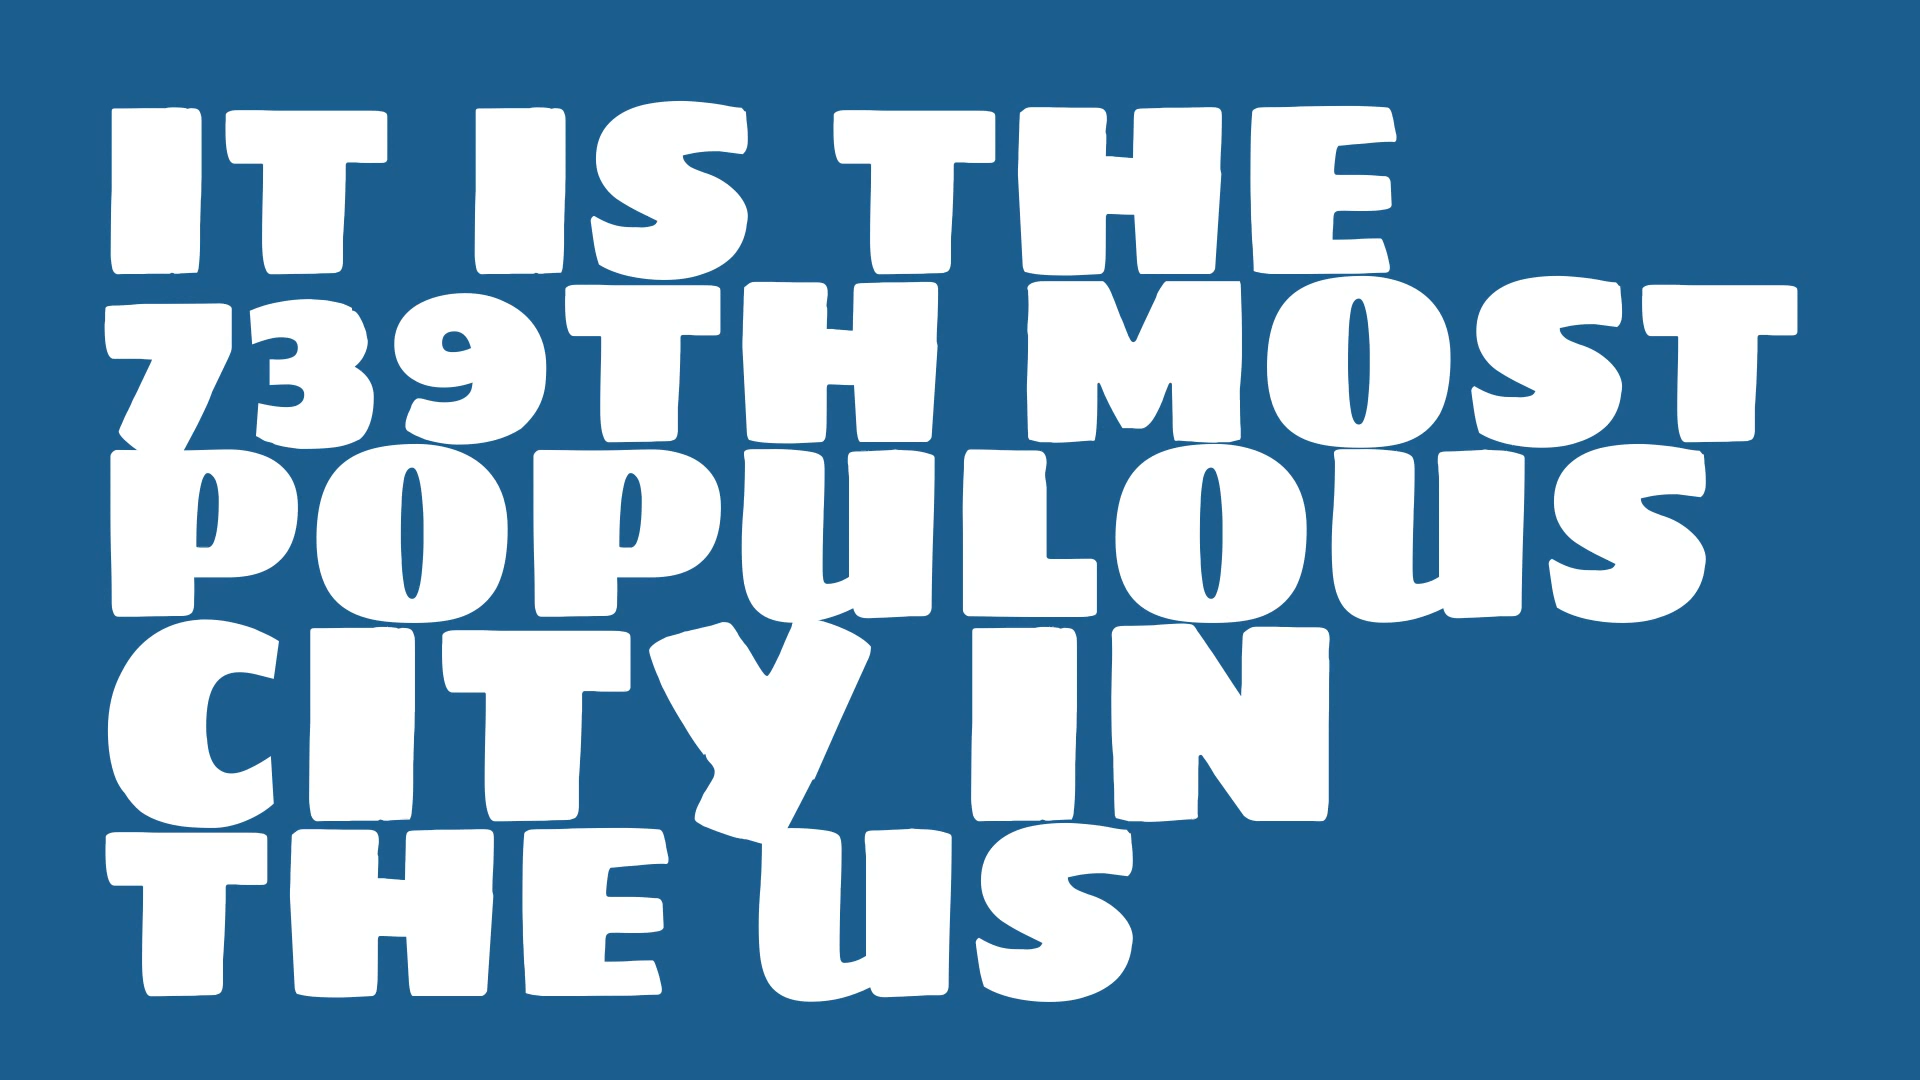 IT IS THE
739TH MOST
POPULOUS
CITY IN
THE US